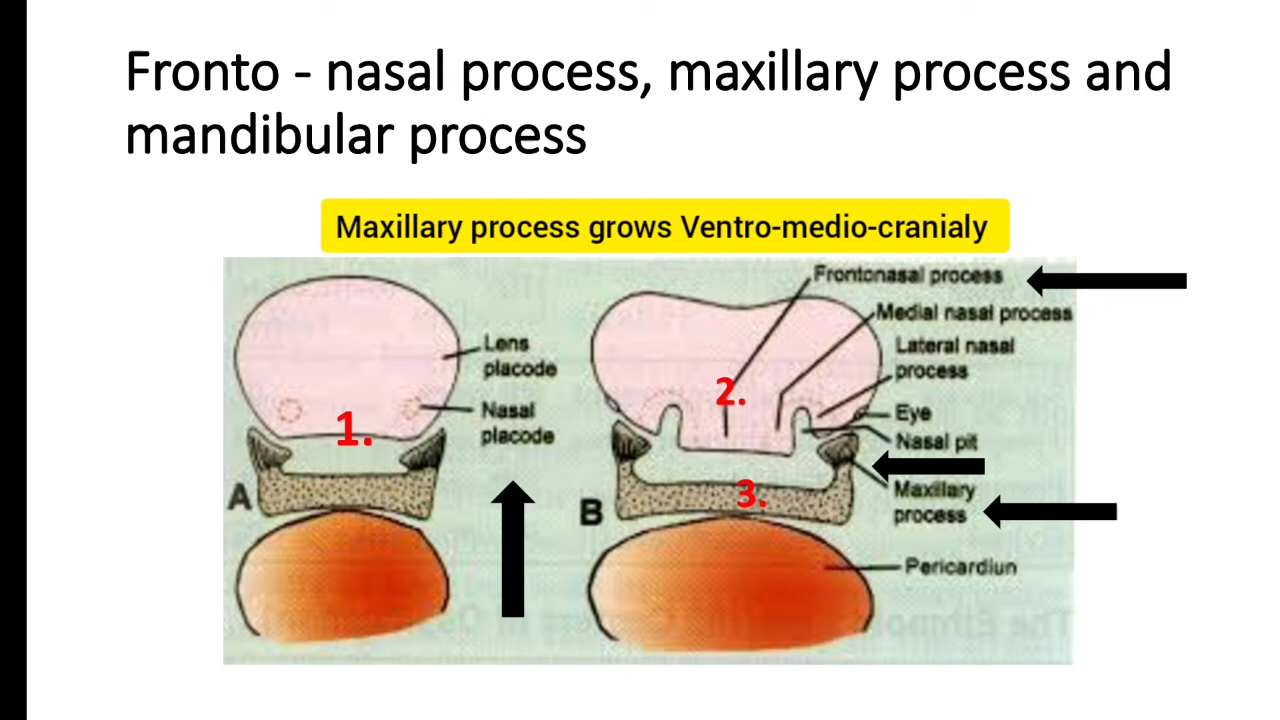 Fronto - nasal process, maxillary process and
mandibular process
Maxillary process grows Ventro-medio-cranialy
Frontonasal process
Medial nasal process
Lateral nasal
process
Lens
placode
Nasal
placode
Eye
Nasal pit
Maxillary
process
Pericardiun
1.
2.
3.
A
B